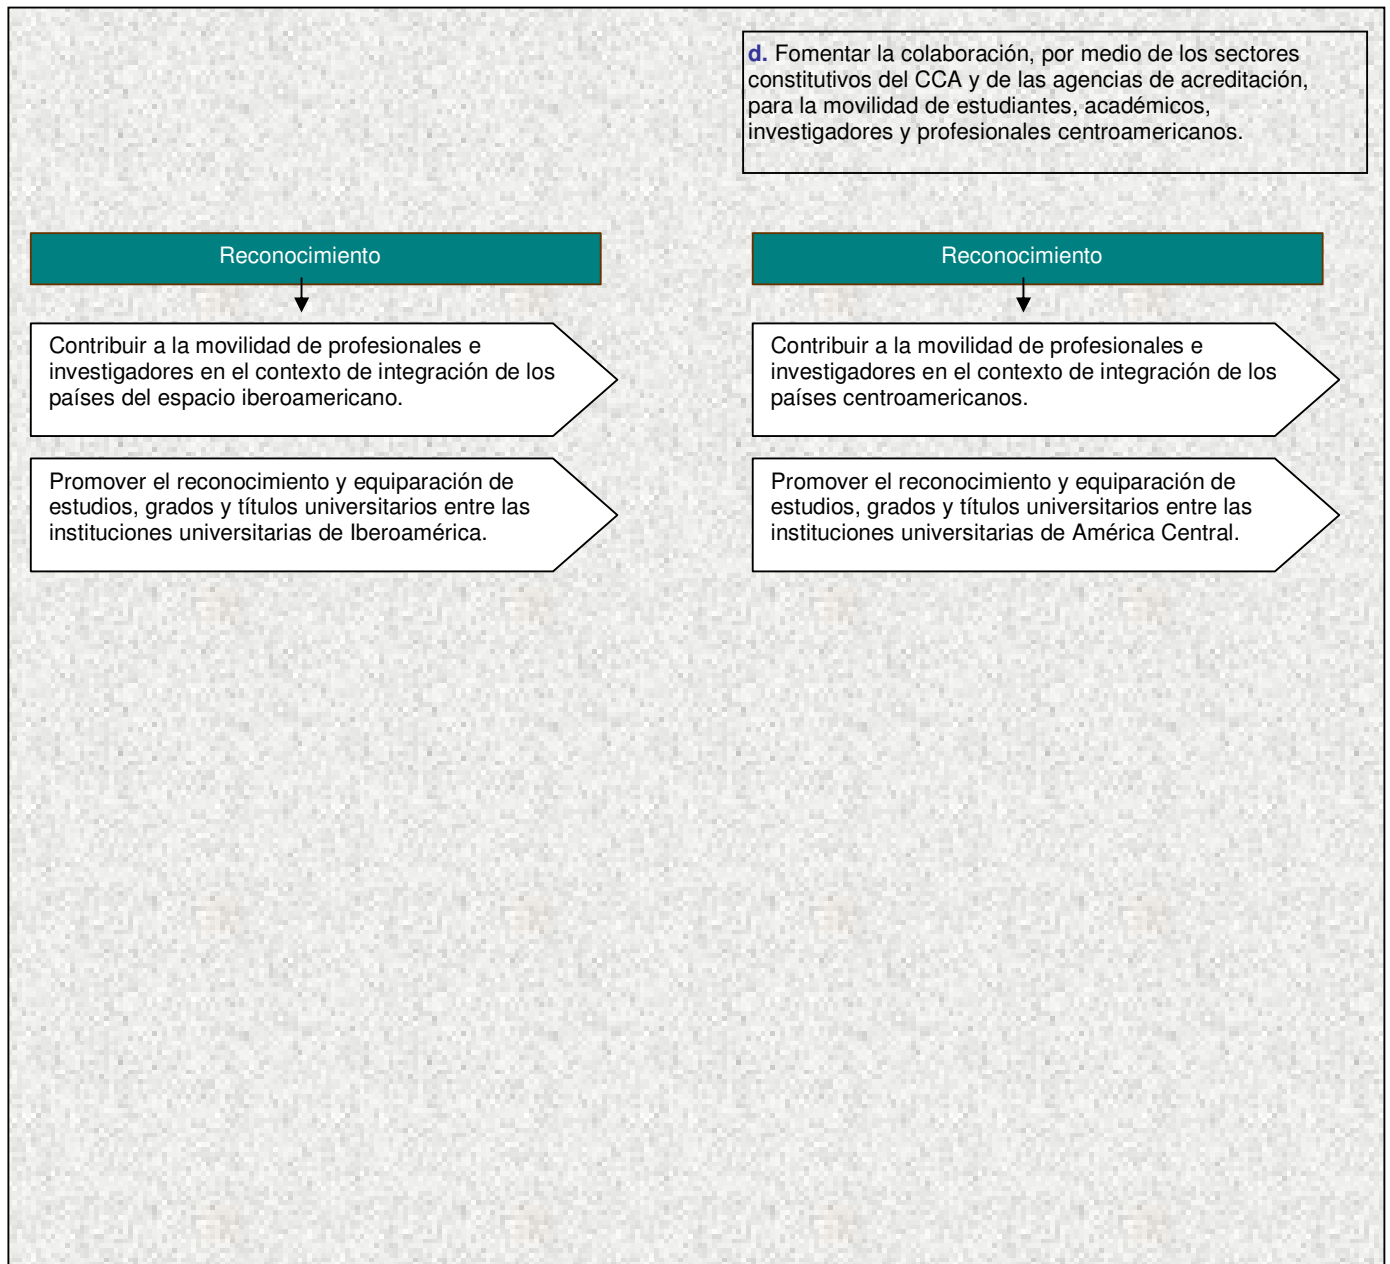 d. Fomentar la colaboración, por medio de los sectores
constitutivos del CCA y de las agencias de acreditación,
para la movilidad de estudiantes, académicos,
investigadores y profesionales centroamericanos.
Reconocimiento
Contribuir a la movilidad de profesionales e
investigadores en el contexto de integración de los
países del espacio iberoamericano.
Promover el reconocimiento y equiparación de
estudios, grados y títulos universitarios entre las
instituciones universitarias de Iberoamérica.
Reconocimiento
Contribuir a la movilidad de profesionales e
investigadores en el contexto de integración de los
países centroamericanos.
Promover el reconocimiento y equiparación de
estudios, grados y títulos universitarios entre las
instituciones universitarias de América Central.